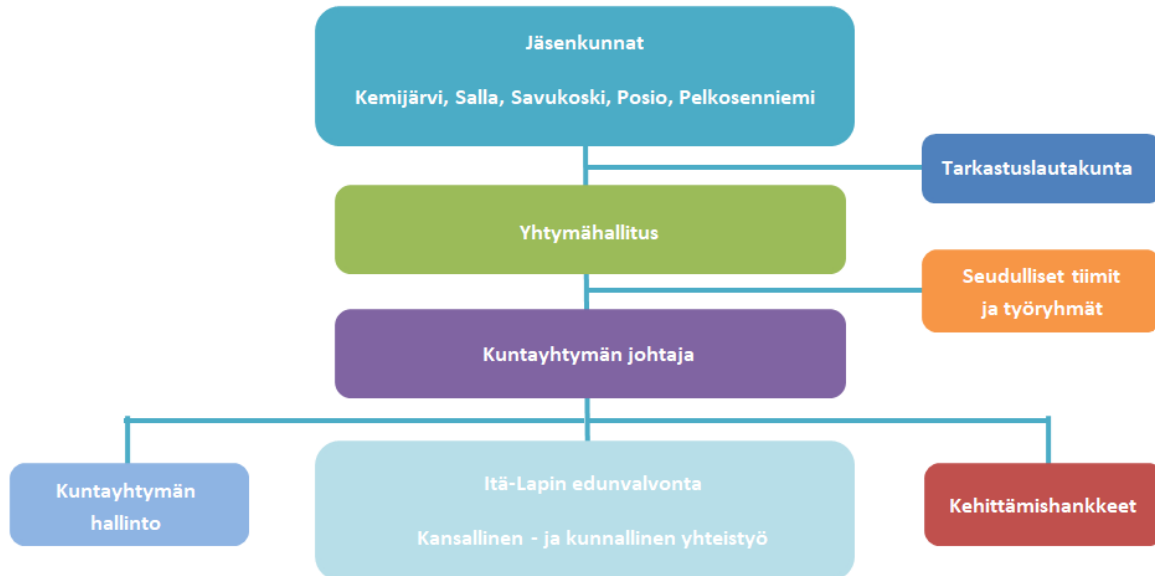 Jäsenkunnat
Kemijärvi, Salla, Savukoski, Posio, Pelkosenniemi
Tarkastuslautakunta
Yhtymähallitus
Seudulliset tiimit
ja työryhmät
Kuntayhtymän johtaja
Kuntayhtymän
hallinto
Itä-Lapin edunvalvonta
Kansallinen - ja kunnallinen yhteistyö
Kehittämishankkeet